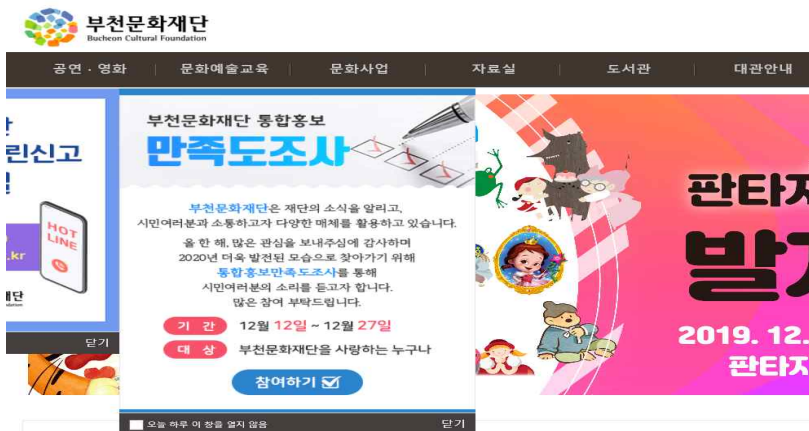 부천문화재단
Bucheon Cultural Foundation
공연 · 영화 문화예술교육 문화사업 자료실 도서관 대관안내
린신고
HOT
LINE
.kr
닫기
부천문화재단 통합홍보
만족도조사
부천문화재단은 재단의 소식을 알리고,
시민여러분과 소통하고자 다양한 매체를 활용하고 있습니다.
올 한 해, 많은 관심을 보내주심에 감사하며
2020년 더욱 발전된 모습으로 찾아가기 위해
통합홍보만족도조사를 통해
시민여러분의 소리를 듣고자 합니다.
많은 참여 부탁드립니다.
기 간 12월 12일 ~ 12월 27일
대 상 부천문화재단을 사랑하는 누구나
참여하기
오늘 하루 이 창을 열지 않음 닫기
판타지
2019. 12.
판타지